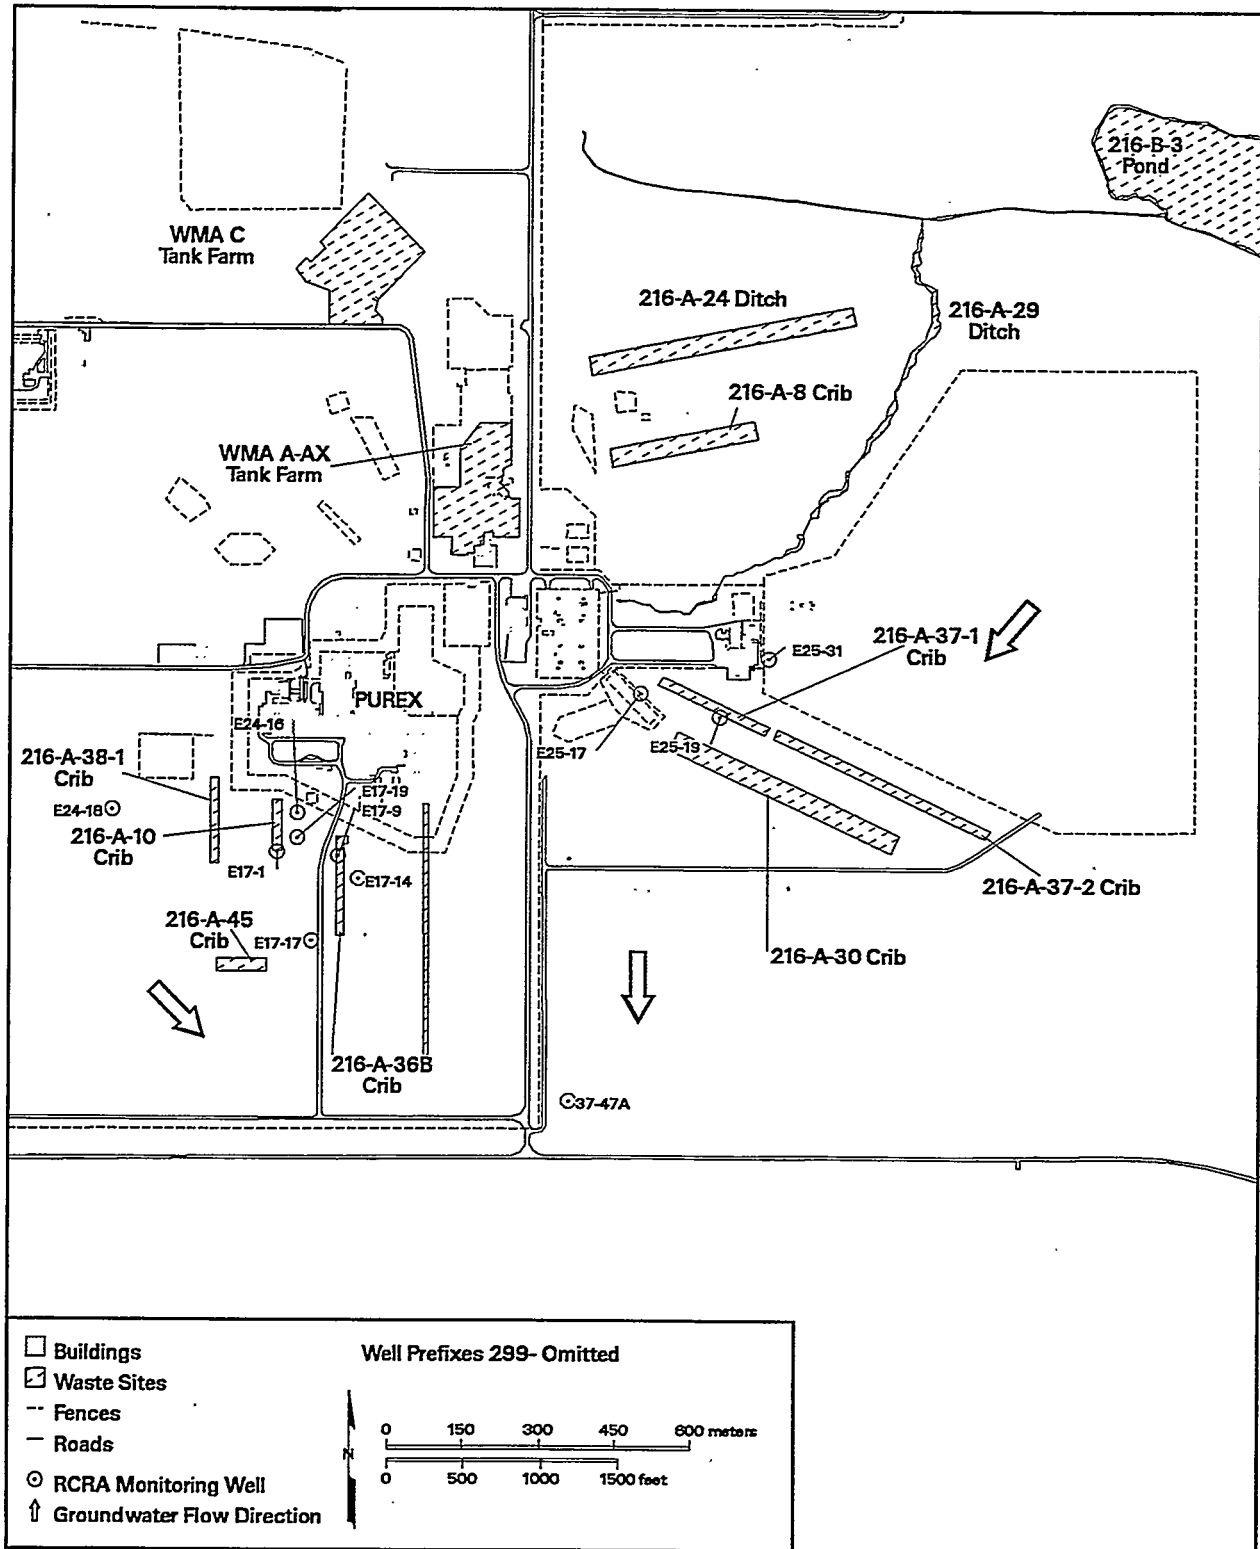 216-B-3
Pond
WMA C
Tank Farm
216-A-24 Ditch
216-A-29
Ditch
216-A-8 Crib
WMA A-AX
Tank Farm
216-A-37-1
Crib
E25-31
PUREX
E24-16
E25-17
E25-19
216-A-38-1
Crib
E17-19
E24-18
E17-9
216-A-10
Crib
E17-1
E17-14
216-A-37-2 Crib
216-A-45
Crib
E17-17
216-A-30 Crib
216-A-36B
Crib
37-47A
Buildings
Waste Sites
Fences
Roads
RCRA Monitoring Well
Groundwater Flow Direction
Well Prefixes 299- Omitted
N
0 150 300 450 600 meters
0 500 1000 1500 feet